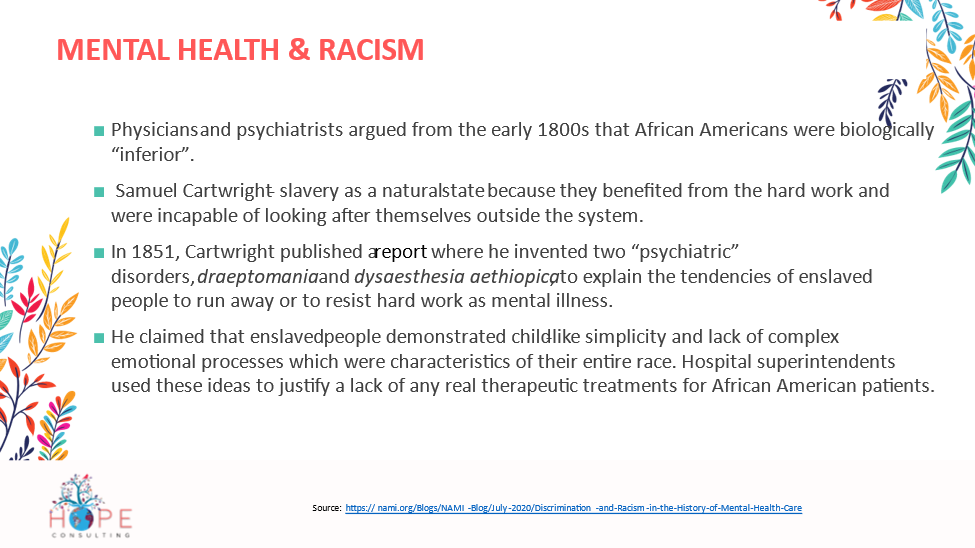 MENTAL HEALTH & RACISM
■ Physicians and psychiatrists argued from the early 1800s that African Americans were biologically
“inferior”.
■ Samuel Cartwright- slavery as a natural state because they benefited from the hard work and
were incapable of looking after themselves outside the system.
■ In 1851, Cartwright published a report where he invented two “psychiatric”
disorders, draeptomania and dysaesthesia aethiopica, to explain the tendencies of enslaved
people to run away or to resist hard work as mental illness.
■ He claimed that enslaved people demonstrated child-like simplicity and lack of complex
emotional processes which were characteristics of their entire race. Hospital superintendents
used these ideas to justify a lack of any real therapeutic treatments for African American patients.
HOPE
CONSULTING
Source: https://nami.org/Blogs/NAMI-Blog/July-2020/Discrimination-and-Racism-in-the-History-of-Mental-Health-Care